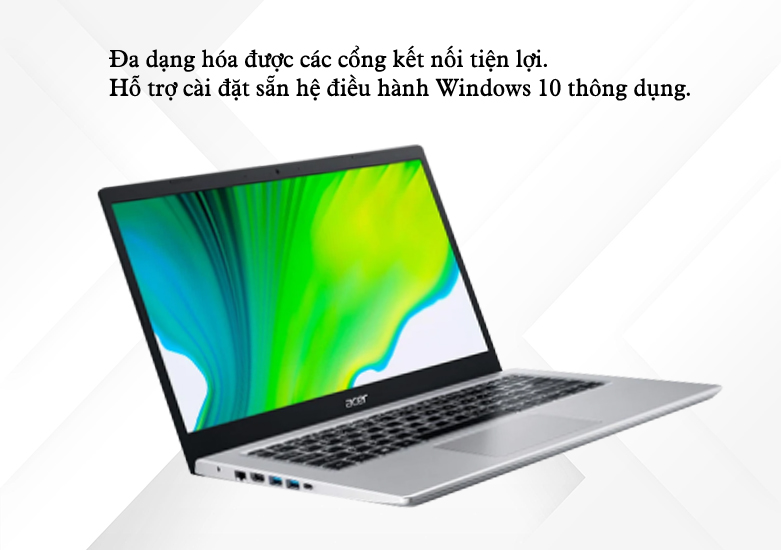 Đa dạng hóa được các cổng kết nối tiện lợi.
Hỗ trợ cài đặt sẵn hệ điều hành Windows 10 thông dụng.
acer